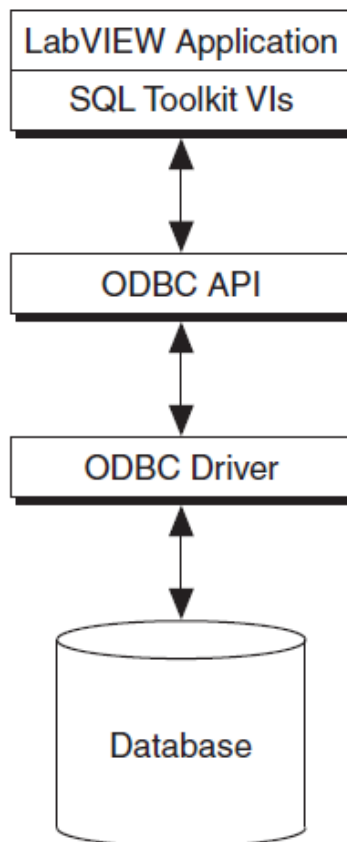 LabVIEW Application
SQL Toolkit VIs
ODBC API
ODBC Driver
Database